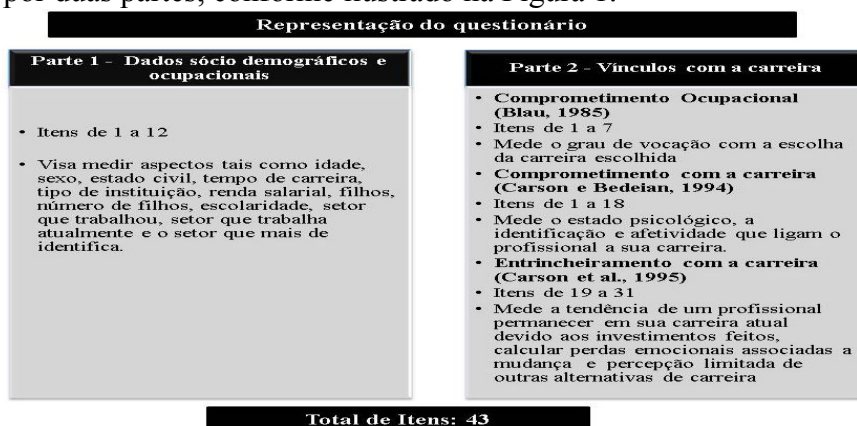 por duas partes, conforme ilustrado na Figura 1.
Representação do questionário
Parte 1 - Dados sócio demográficos e
ocupacionais
• Itens de 1 a 12
• Visa medir aspectos tais como idade,
sexo, estado civil, tempo de carreira,
tipo de instituição, renda salarial, filhos,
número de filhos, escolaridade, setor
que trabalhou, setor que trabalha
atualmente e o setor que mais de
identifica.
Parte 2 - Vínculos com a carreira
• Comprometimento Ocupacional
(Blau, 1985)
• Itens de 1 a 7
• Mede o grau de vocação com a escolha
da carreira escolhida
• Comprometimento com a carreira
(Carson e Bedeian, 1994)
• Itens de 1 a 18
• Mede o estado psicológico, a
identificação e afetividade que ligam o
profissional a sua carreira.
• Entrincheiramento com a carreira
(Carson et al., 1995)
• Itens de 19 a 31
• Mede a tendência de um profissional
permanecer em sua carreira atual
devido aos investimentos feitos,
calcular perdas emocionais associadas a
mudança e percepção limitada de
outras alternativas de carreira
Total de Itens: 43